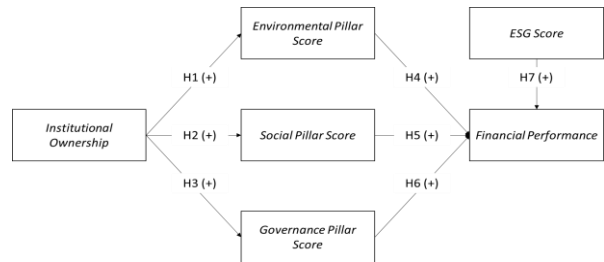 Environmental Pillar
Score
ESG Score
H1 (+)
H4 (+)
H7 (+)
Institutional
Ownership
H2 (+)
Social Pillar Score
H5 (+)
Financial Performance
H3 (+)
H6 (+)
Governance Pillar
Score